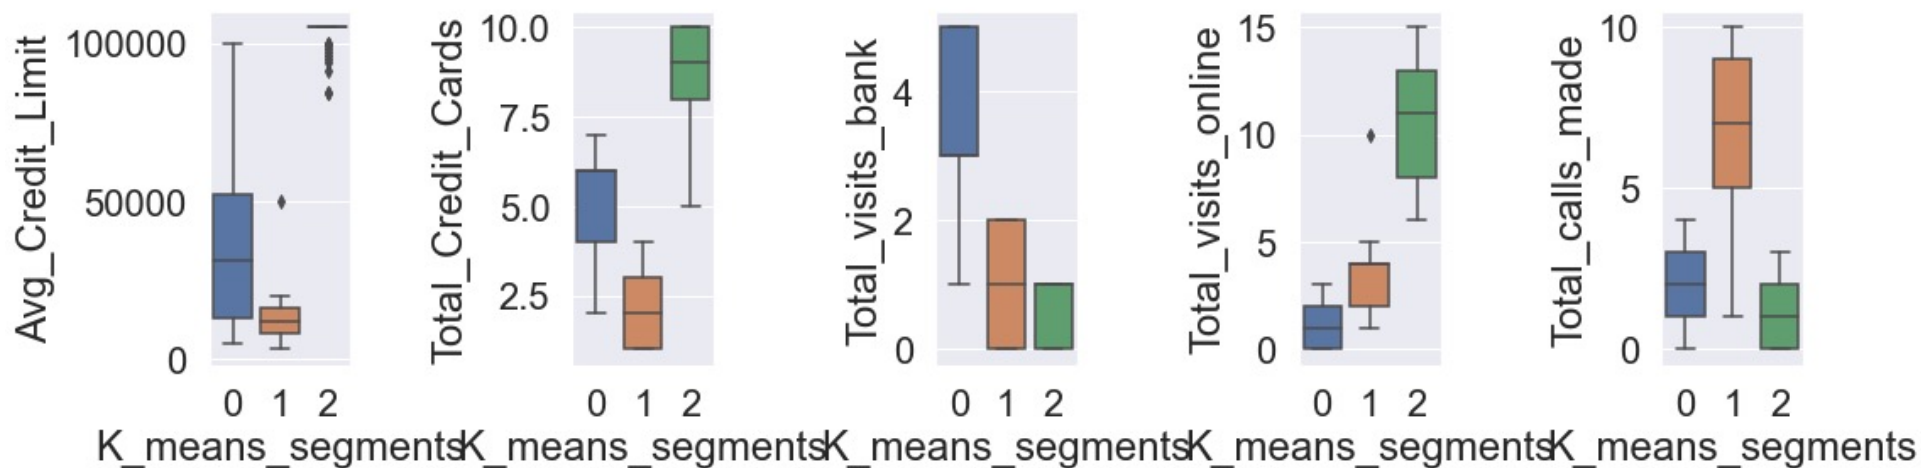 Avg_Credit_Limit
100000
50000
0
0 1 2
K_means_segments
Total_Credit_Cards
10.0
7.5
5.0
2.5
0 1 2
K_means_segments
Total_visits_bank
4
2
0
0 1 2
K_means_segments
Total_visits_online
15
10
5
0
0 1 2
K_means_segments
Total_calls_made
10
5
0
0 1 2
K_means_segments